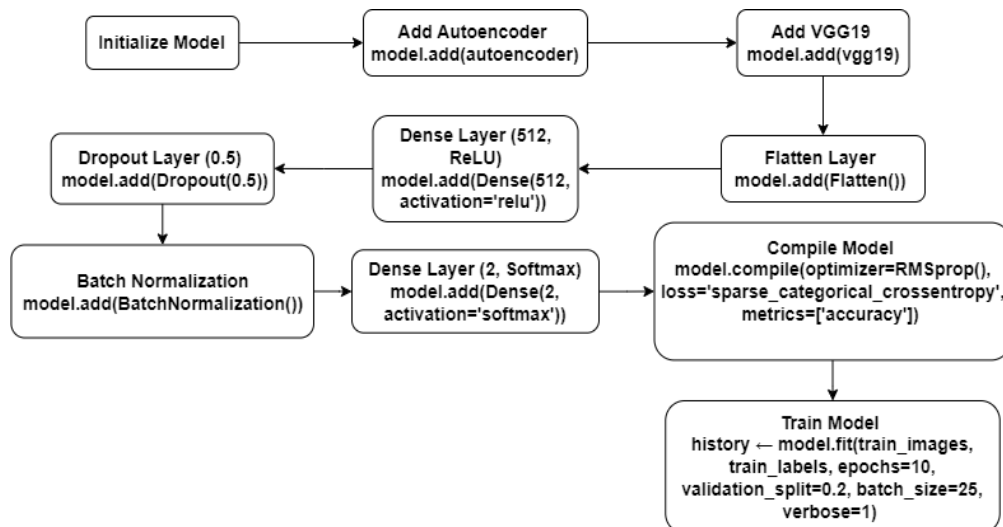 Initialize Model
Add Autoencoder
model.add(autoencoder)
Add VGG19
model.add(vgg19)
Flatten Layer
model.add(Flatten())
Dense Layer (512,
ReLU)
model.add(Dense(512,
activation='relu'))
Dropout Layer (0.5)
model.add(Dropout(0.5))
Batch Normalization
model.add(BatchNormalization())
Dense Layer (2, Softmax)
model.add(Dense(2,
activation='softmax'))
Compile Model
model.compile(optimizer=RMSprop(),
loss='sparse_categorical_crossentropy',
metrics=['accuracy'])
Train Model
history ← model.fit(train_images,
train_labels, epochs=10,
validation_split=0.2, batch_size=25,
verbose=1)